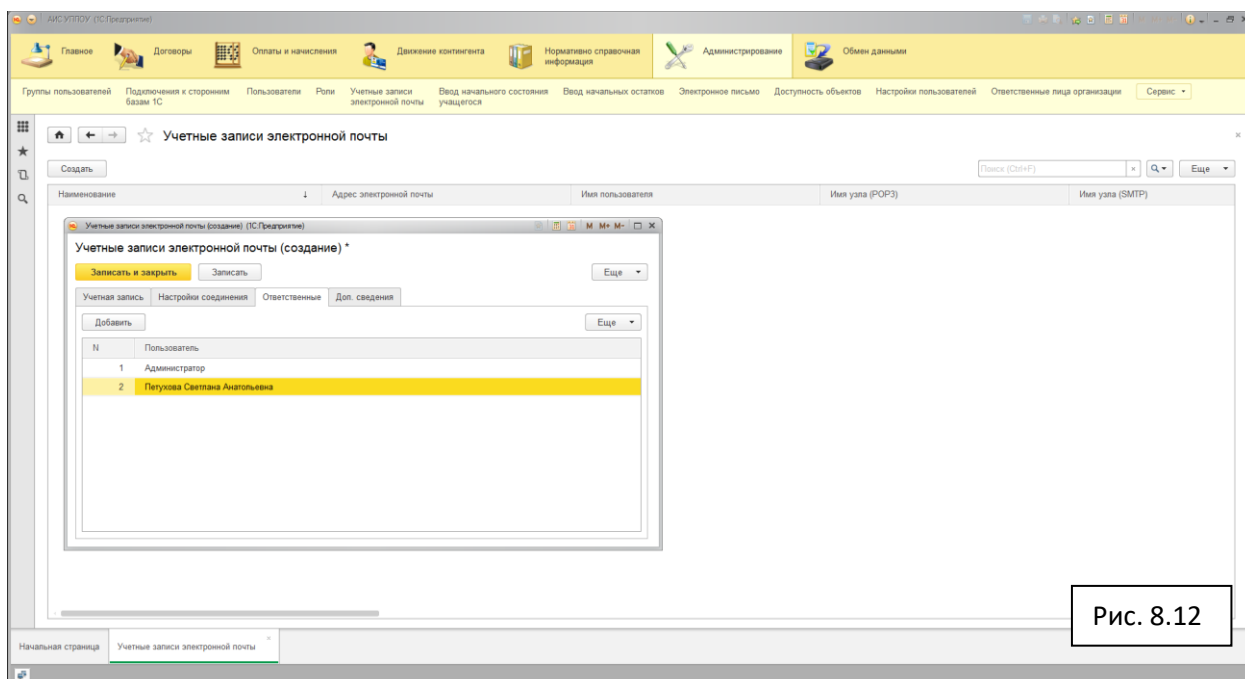 АИС УППОУ (1С:Предприятие)
Главное
Договоры
Оплаты и начисления
Движение контингента
Нормативно справочная
информация
Администрирование
Обмен данными
Группы пользователей
Подключения к сторонним
базам 1С
Пользователи
Роли
Учетные записи
электронной почты
Ввод начального состояния
учащегося
Ввод начальных остатков
Электронное письмо
Доступность объектов
Настройки пользователей
Ответственные лица организации
Сервис
Учетные записи электронной почты
Создать
Поиск (Ctrl+F)
Еще
Наименование
Адрес электронной почты
Имя пользователя
Имя узла (POP3)
Имя узла (SMTP)
Учетные записи электронной почты (создание) (1С:Предприятие)
M M+ M-
Учетные записи электронной почты (создание) *
Записать и закрыть
Записать
Еще
Учетная запись
Настройки соединения
Ответственные
Доп. сведения
Добавить
Еще
N Пользователь
1 Администратор
2 Петухова Светлана Анатольевна
Рис. 8.12
Начальная страница
Учетные записи электронной почты